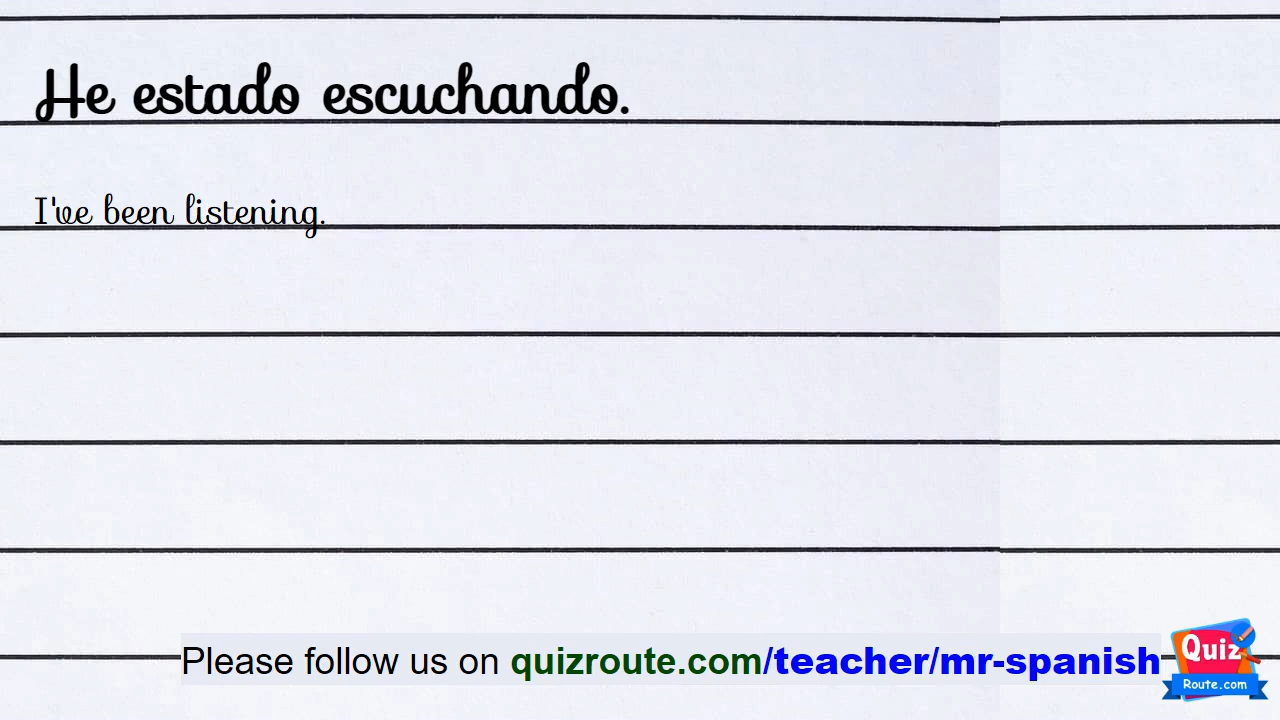 He estado escuchando.
I've been listening.
Please follow us on quizroute.com/teacher/mr-spanish
Quiz
Route.com